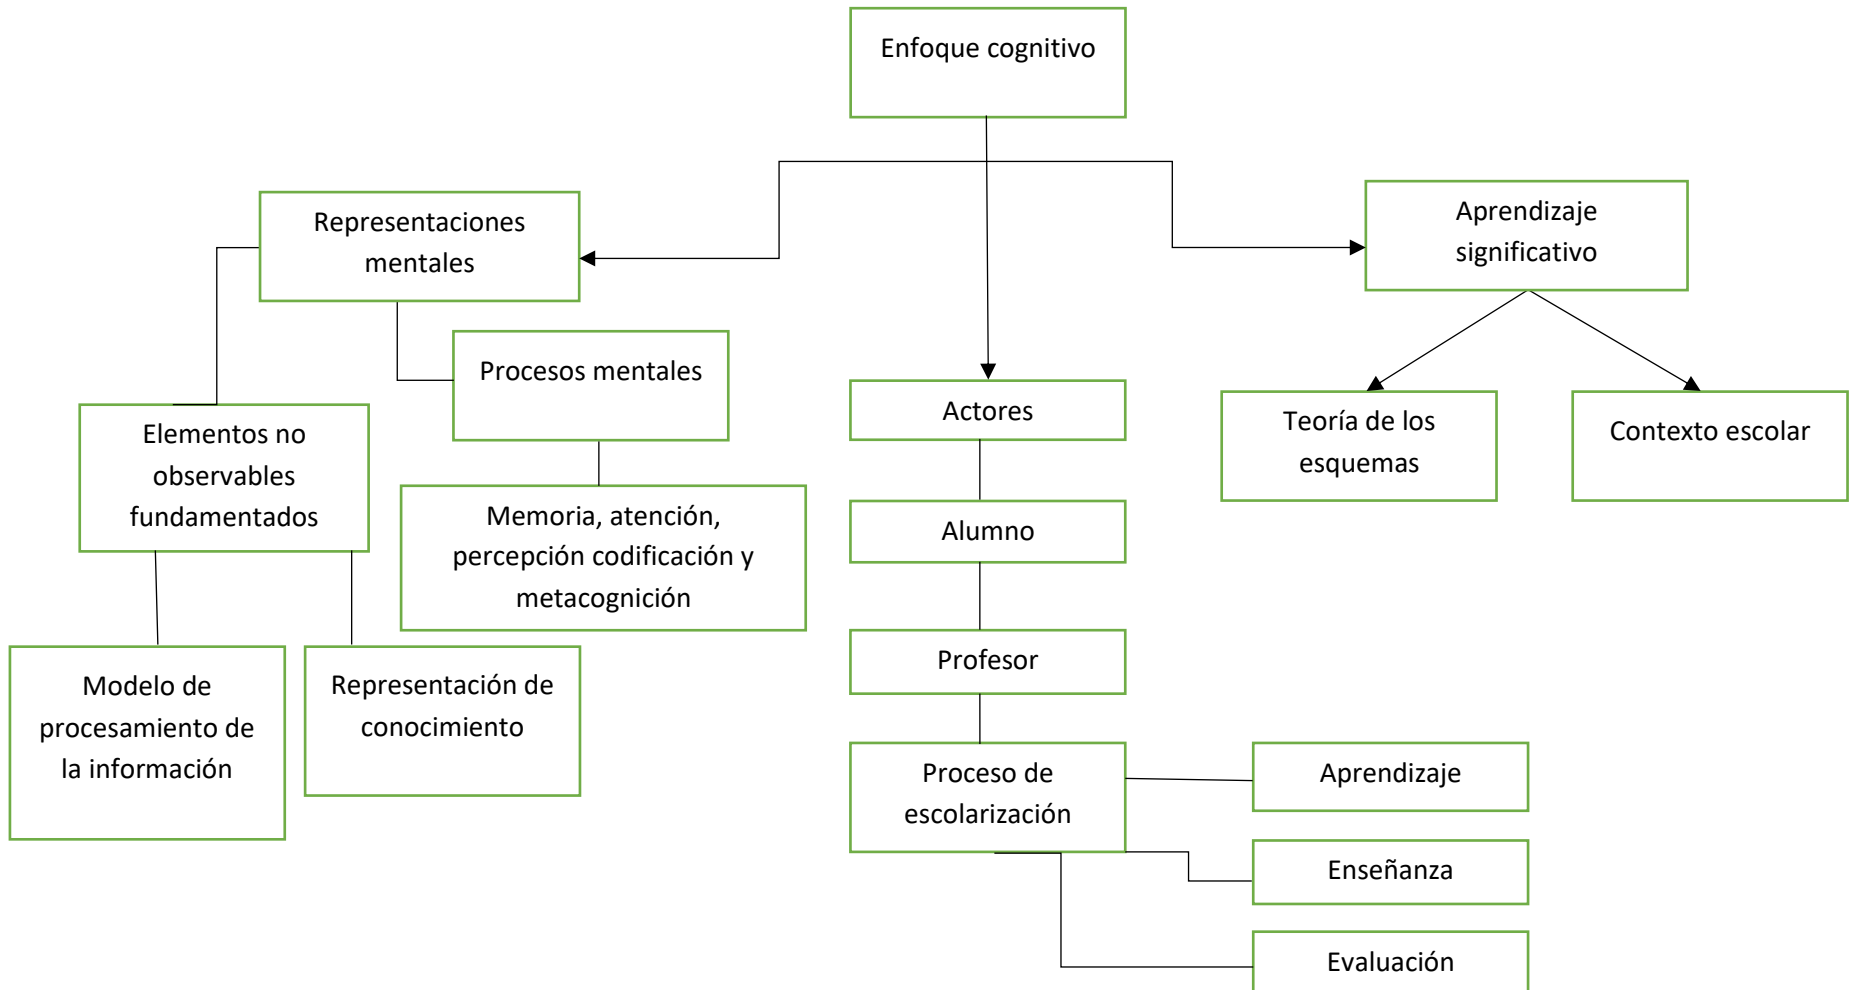 Enfoque cognitivo
Representaciones
mentales
Aprendizaje
significativo
Procesos mentales
Elementos no
observables
fundamentados
Actores
Teoría de los
esquemas
Contexto escolar
Memoria, atención,
percepción codificación y
metacognición
Alumno
Modelo de
procesamiento de
la información
Representación de
conocimiento
Profesor
Proceso de
escolarización
Aprendizaje
Enseñanza
Evaluación